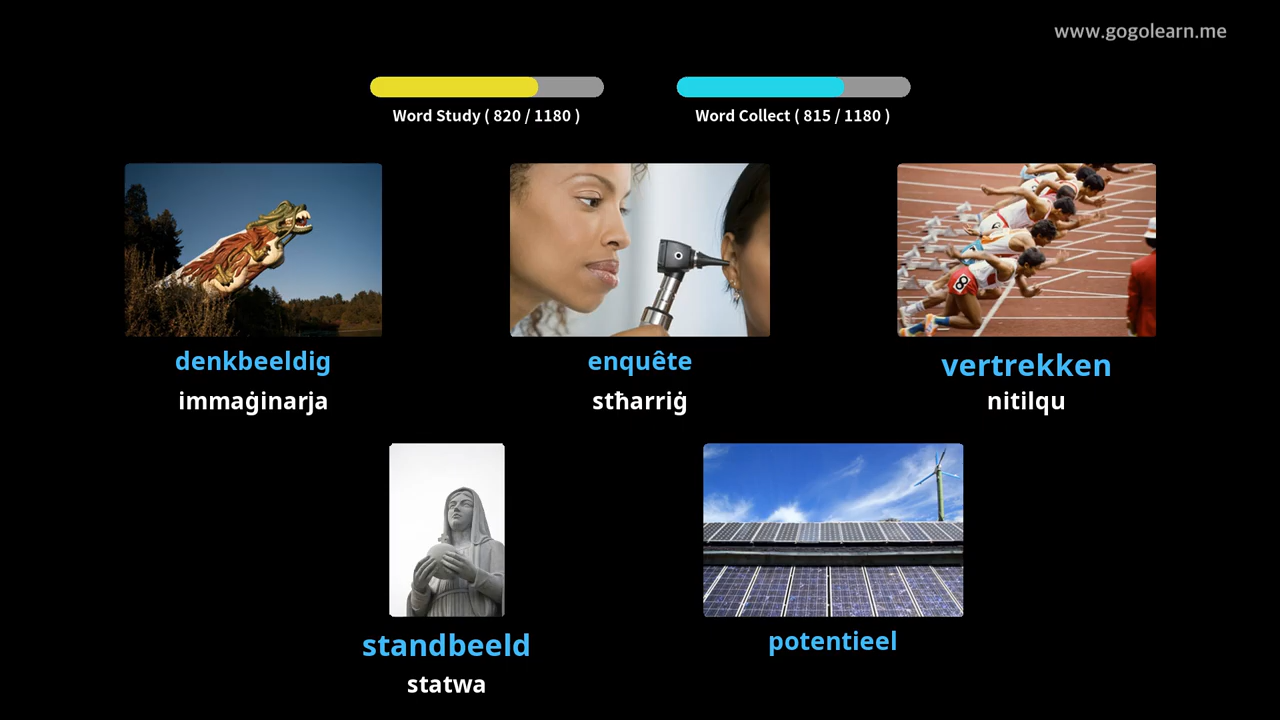 www.gogolearn.me
Word Study ( 820 / 1180 )
Word Collect ( 815 / 1180 )
denkbeeldig
immaġinarja
enquête
stħarriġ
vertrekken
nitilqu
standbeeld
statwa
potentieel